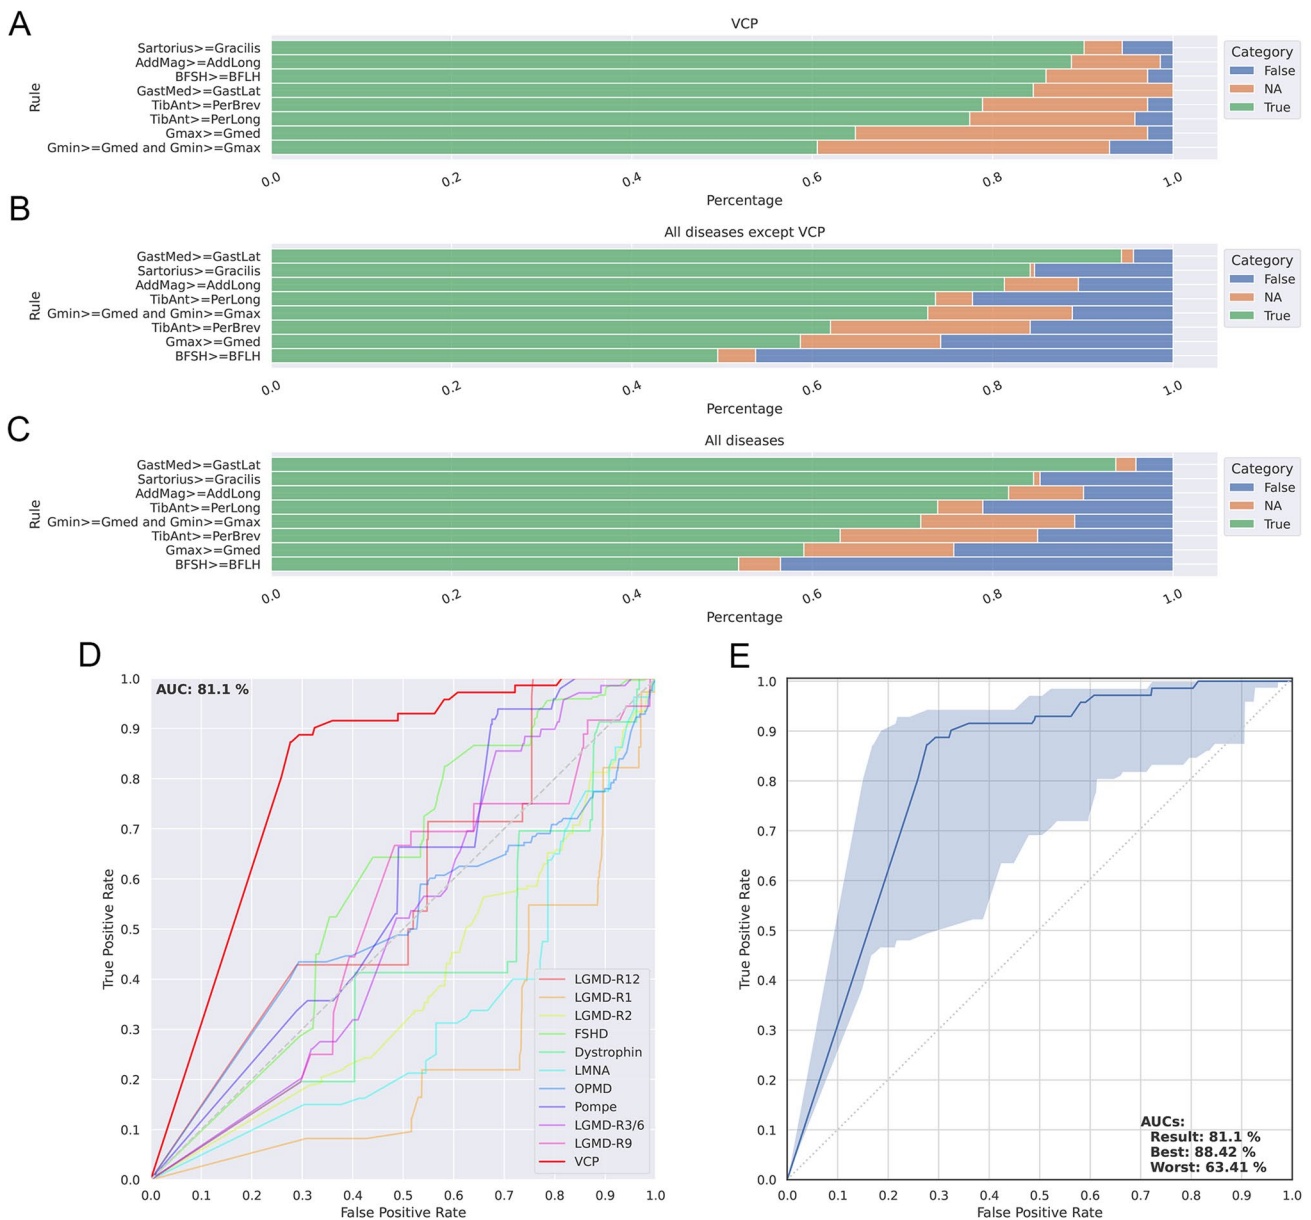 A
VCP
Rule
Sartorius>=Gracilis
AddMag>=AddLong
BFSH>=BFLH
GastMed>=GastLat
TibAnt>=PerBrev
TibAnt>=PerLong
Gmax>=Gmed
Gmin>=Gmed and Gmin>=Gmax
0.0 0.2 0.4 0.6 0.8 1.0
Percentage
Category
False
NA
True
B
All diseases except VCP
Rule
GastMed>=GastLat
Sartorius>=Gracilis
AddMag>=AddLong
TibAnt>=PerLong
Gmin>=Gmed and Gmin>=Gmax
TibAnt>=PerBrev
Gmax>=Gmed
BFSH>=BFLH
0.0 0.2 0.4 0.6 0.8 1.0
Percentage
Category
False
NA
True
C
All diseases
Rule
GastMed>=GastLat
Sartorius>=Gracilis
AddMag>=AddLong
TibAnt>=PerLong
Gmin>=Gmed and Gmin>=Gmax
TibAnt>=PerBrev
Gmax>=Gmed
BFSH>=BFLH
0.0 0.2 0.4 0.6 0.8 1.0
Percentage
Category
False
NA
True
D
AUC: 81.1 %
True Positive Rate
1.0
0.9
0.8
0.7
0.6
0.5
0.4
0.3
0.2
0.1
0.0
LGMD-R12
LGMD-R1
LGMD-R2
FSHD
Dystrophin
LMNA
OPMD
Pompe
LGMD-R3/6
LGMD-R9
VCP
0.0 0.1 0.2 0.3 0.4 0.5 0.6 0.7 0.8 0.9 1.0
False Positive Rate
E
True Positive Rate
1.0
0.9
0.8
0.7
0.6
0.5
0.4
0.3
0.2
0.1
0.0
AUCs:
Result: 81.1 %
Best: 88.42 %
Worst: 63.41 %
0.0 0.1 0.2 0.3 0.4 0.5 0.6 0.7 0.8 0.9 1.0
False Positive Rate